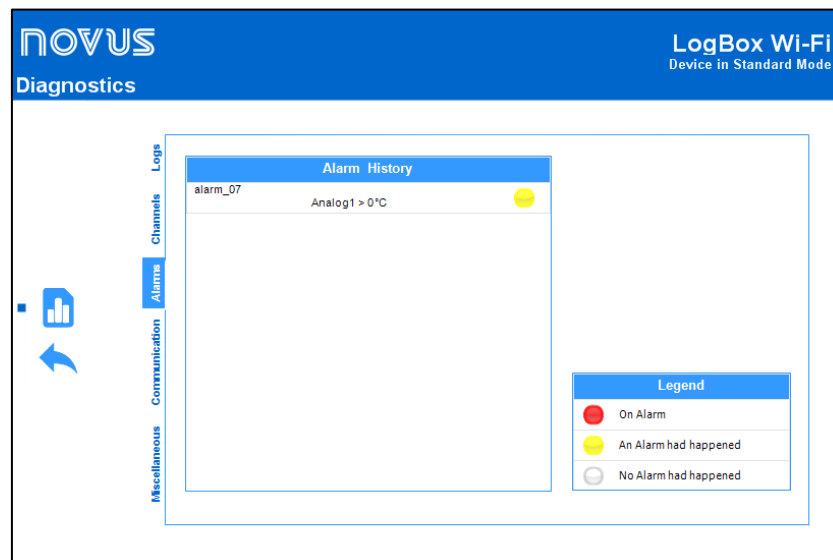 NOVUS
LogBox Wi-Fi
Device in Standard Mode
Diagnostics
Logs
Channels
Alarms
Communication
Miscellaneous
Alarm History
alarm_07
Analog1 > 0°C
Legend
On Alarm
An Alarm had happened
No Alarm had happened